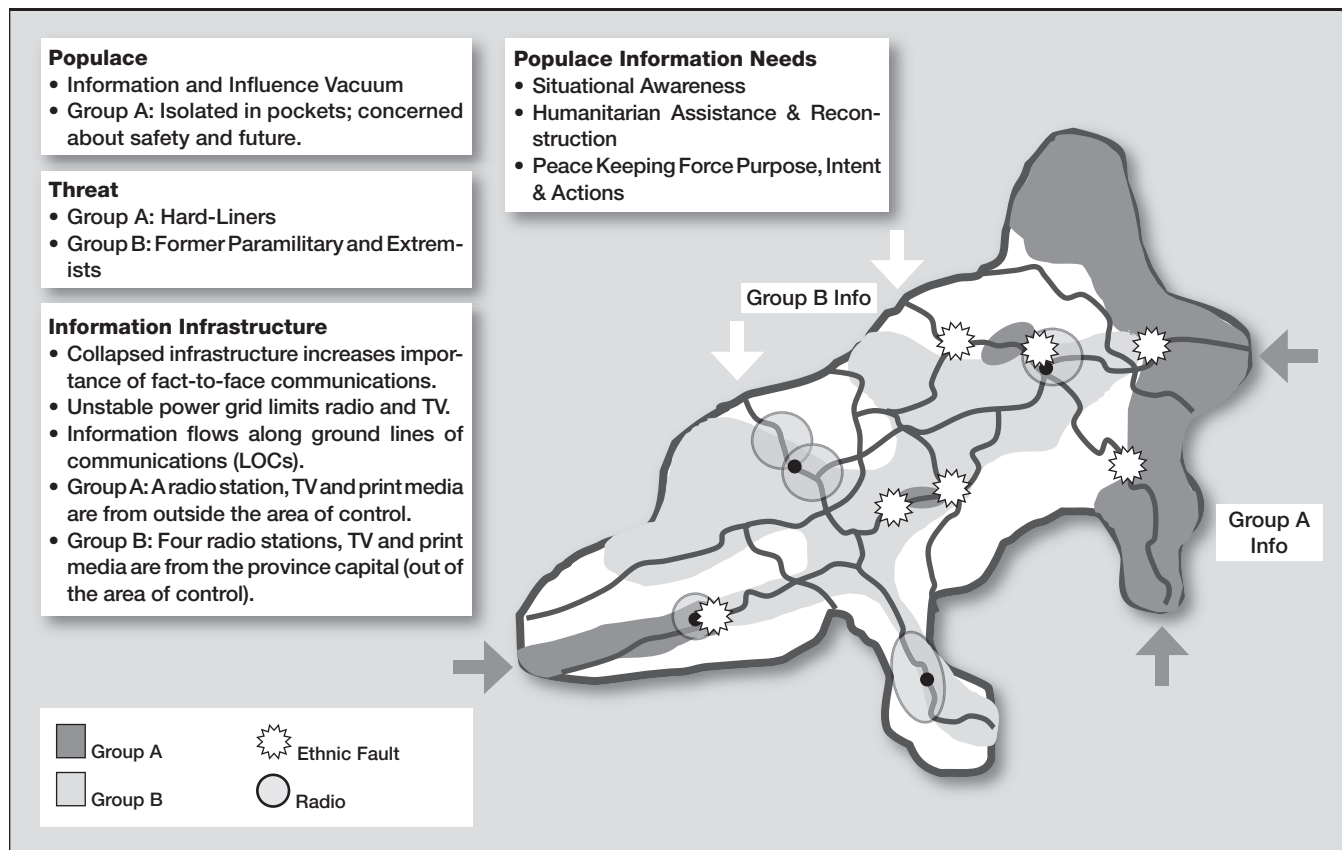 Populace
• Information and Influence Vacuum
• Group A: Isolated in pockets; concerned
about safety and future.
Threat
• Group A: Hard-Liners
• Group B: Former Paramilitary and Extrem-
ists
Information Infrastructure
• Collapsed infrastructure increases impor-
tance of fact-to-face communications.
• Unstable power grid limits radio and TV.
• Information flows along ground lines of
communications (LOCs).
• Group A: A radio station, TV and print media
are from outside the area of control.
• Group B: Four radio stations, TV and print
media are from the province capital (out of
the area of control).
Populace Information Needs
• Situational Awareness
• Humanitarian Assistance & Recon-
struction
• Peace Keeping Force Purpose, Intent
& Actions
Group B Info
Group A
Info
Group A
Group B
Ethnic Fault
Radio